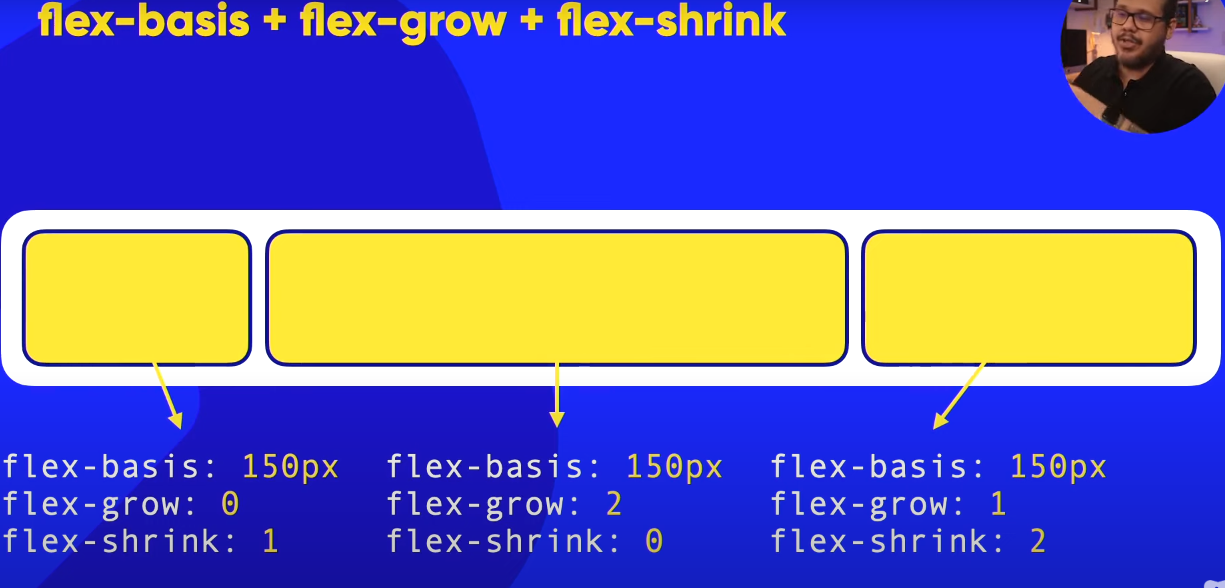 flex-basis + flex-grow + flex-shrink
flex-basis: 150px
flex-grow: 0
flex-shrink: 1
flex-basis: 150px
flex-grow: 2
flex-shrink: 0
flex-basis: 150px
flex-grow: 1
flex-shrink: 2